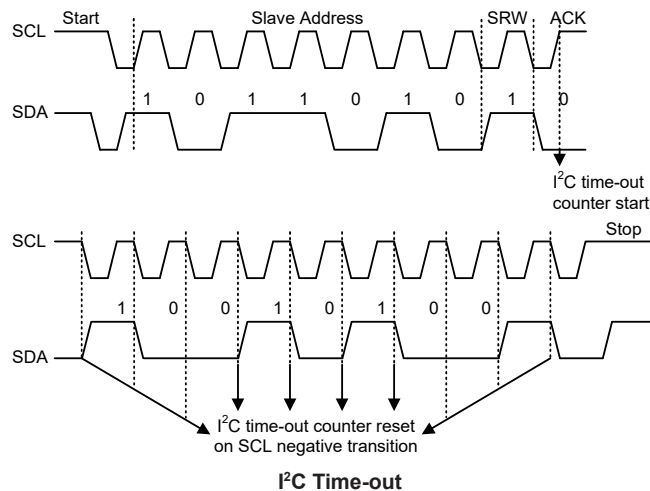 Start Slave Address SRW ACK
SCL
1 0 1 1 0 1 0 1 0
SDA
I²C time-out
counter start
Stop
SCL
1 0 0 1 0 1 0 0
SDA
I²C time-out counter reset
on SCL negative transition
I²C Time-out